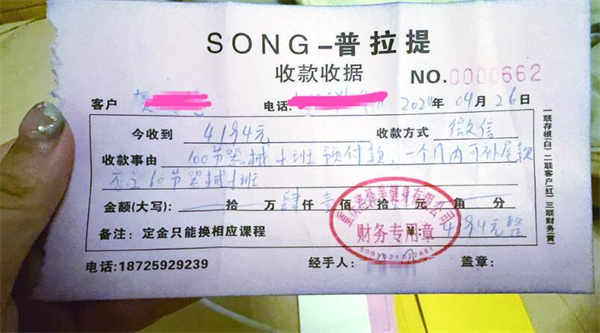 SONG-普拉提
收款收据
NO.0000662
客户 电话: 2024年04月26日
今收到 4194元 收款方式 微信
收款事由 100节器械小班预付款,一个月内可补尾款
否之60节器械小班
金额(大写): 拾 万 肆 仟 壹 佰 拾 元 角 分
备注: 定金只能换相应课程 ¥: 4194元整
财务专用章
电话:18725929239 经手人: 盖章:
一联存根(白) 二联客户(红) 三联财务(黄)